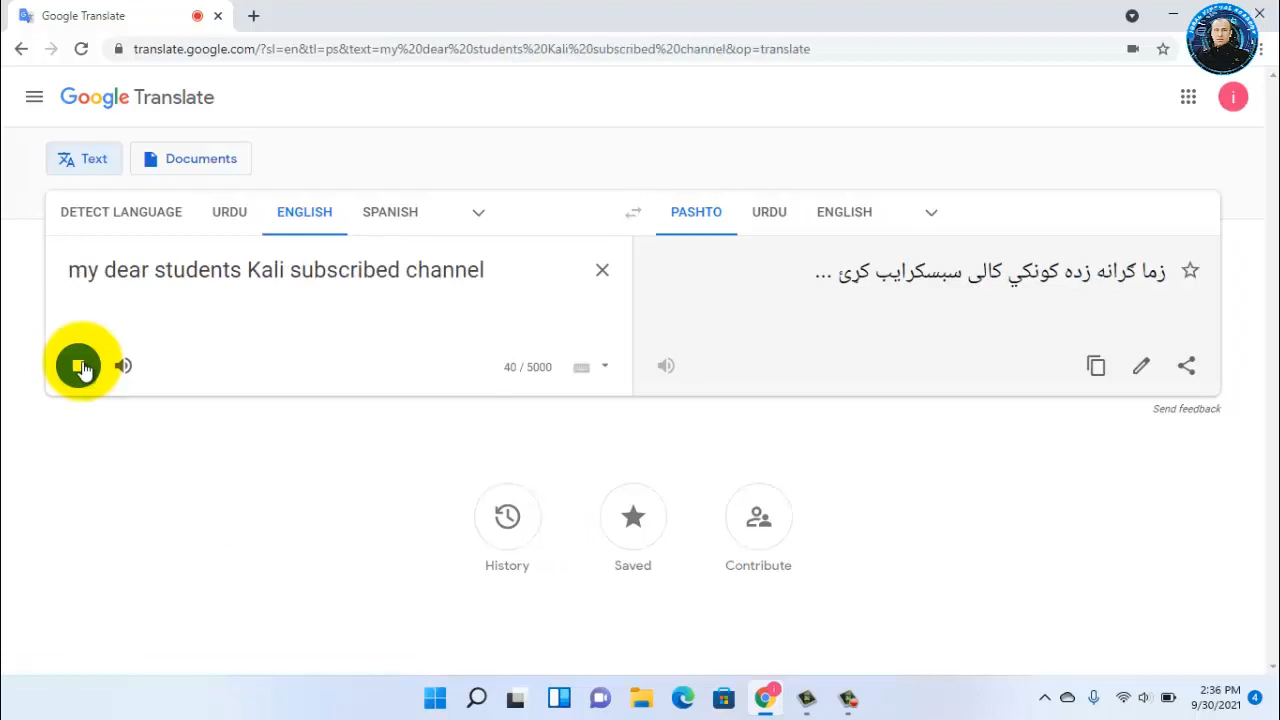 Google Translate
translate.google.com/?sl=en&tl=ps&text=my%20dear%20students%20Kali%20subscribed%20channel&op=translate
Google Translate
i
Text
Documents
DETECT LANGUAGE URDU ENGLISH SPANISH
PASHTO URDU ENGLISH
my dear students Kali subscribed channel
زما ګرانه زده کونکي کالی سبسکرایب کړئ ...
40 / 5000
Send feedback
History
Saved
Contribute
2:36 PM
9/30/2021
4